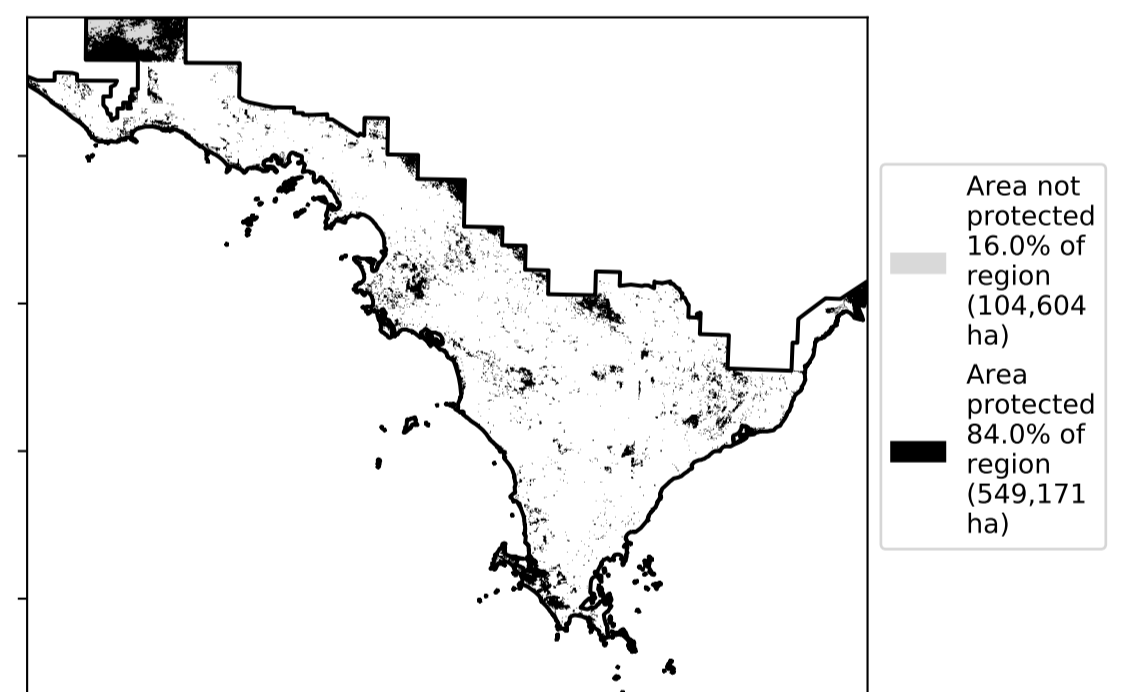 Area not
protected
16.0% of
region
(104,604
ha)
Area
protected
84.0% of
region
(549,171
ha)